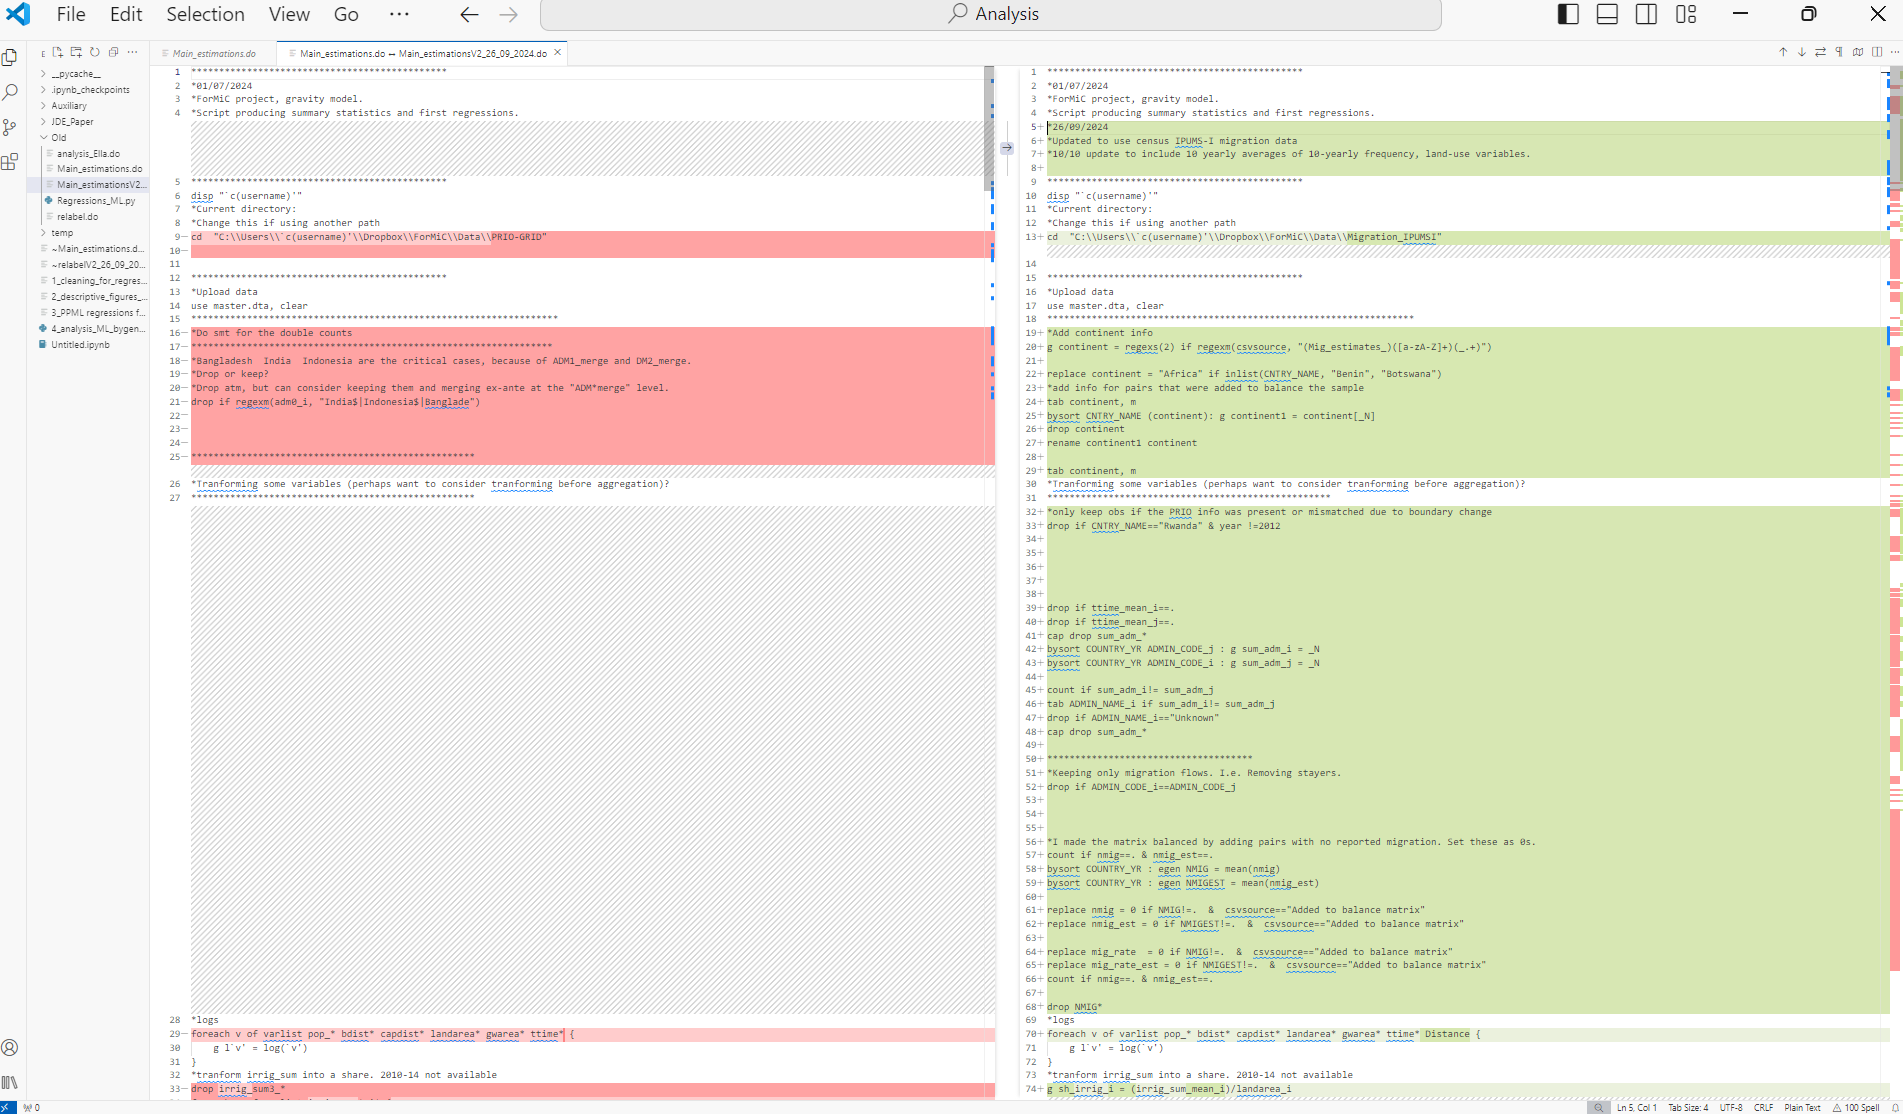 File Edit Selection View Go ··· Analysis
Main_estimations.do
Main_estimations.do ↔ Main_estimationsV2_26_09_2024.do
__pycache__
.ipynb_checkpoints
Auxiliary
JDE_Paper
Old
analysis_Ella.do
Main_estimations.do
Main_estimationsV2...
Regressions_ML.py
relabel.do
temp
~Main_estimations.d...
~relabelV2_26_09_20...
1_cleaning_for_regres...
2_descriptive_figures_...
3_PPML regressions f...
4_analysis_ML_bygen...
Untitled.ipynb
1 **********************************************
2 *01/07/2024
3 *ForMiC project, gravity model.
4 *Script producing summary statistics and first regressions.
5 **********************************************
6 disp "`c(username)'"
7 *Current directory:
8 *Change this if using another path
9− cd  "C:\\Users\\`c(username)'\\Dropbox\\ForMiC\\Data\\PRIO-GRID"
10−
11
12 **********************************************
13 *Upload data
14 use master.dta, clear
15 ******************************************************************
16− *Do smt for the double counts
17− *****************************************************************
18− *Bangladesh  India  Indonesia are the critical cases, because of ADM1_merge and DM2_merge.
19− *Drop or keep?
20− *Drop atm, but can consider keeping them and merging ex-ante at the "ADM*merge" level.
21− drop if regexm(adm0_i, "India$|Indonesia$|Banglade")
22−
23−
24−
25− ***************************************************
26 *Tranforming some variables (perhaps want to consider tranforming before aggregation)?
27 ***************************************************
28 *logs
29− foreach v of varlist pop_* bdist* capdist* landarea* gwarea* ttime* {
30     g l`v' = log(`v')
31 }
32 *tranform irrig_sum into a share. 2010-14 not available
33− drop irrig_sum3_*
1 **********************************************
2 *01/07/2024
3 *ForMiC project, gravity model.
4 *Script producing summary statistics and first regressions.
5+ *26/09/2024
6+ *Updated to use census IPUMS-I migration data
7+ *10/10 update to include 10 yearly averages of 10-yearly frequency, land-use variables.
8+
9 **********************************************
10 disp "`c(username)'"
11 *Current directory:
12 *Change this if using another path
13+ cd  "C:\\Users\\`c(username)'\\Dropbox\\ForMiC\\Data\\Migration_IPUMSI"
14
15 **********************************************
16 *Upload data
17 use master.dta, clear
18 ******************************************************************
19+ *Add continent info
20+ g continent = regexs(2) if regexm(csvsource, "(Mig_estimates_)([a-zA-Z]+)(_.+)")
21+
22+ replace continent = "Africa" if inlist(CNTRY_NAME, "Benin", "Botswana")
23+ *add info for pairs that were added to balance the sample
24+ tab continent, m
25+ bysort CNTRY_NAME (continent): g continent1 = continent[_N]
26+ drop continent
27+ rename continent1 continent
28+
29+ tab continent, m
30 *Tranforming some variables (perhaps want to consider tranforming before aggregation)?
31 ***************************************************
32+ *only keep obs if the PRIO info was present or mismatched due to boundary change
33+ drop if CNTRY_NAME=="Rwanda" & year !=2012
34+
35+
36+
37+
38+
39+ drop if ttime_mean_i==.
40+ drop if ttime_mean_j==.
41+ cap drop sum_adm_*
42+ bysort COUNTRY_YR ADMIN_CODE_j : g sum_adm_i = _N
43+ bysort COUNTRY_YR ADMIN_CODE_i : g sum_adm_j = _N
44+
45+ count if sum_adm_i!= sum_adm_j
46+ tab ADMIN_NAME_i if sum_adm_i!= sum_adm_j
47+ drop if ADMIN_NAME_i=="Unknown"
48+ cap drop sum_adm_*
49+
50+ *************************************
51+ *Keeping only migration flows. I.e. Removing stayers.
52+ drop if ADMIN_CODE_i==ADMIN_CODE_j
53+
54+
55+
56+ *I made the matrix balanced by adding pairs with no reported migration. Set these as 0s.
57+ count if nmig==. & nmig_est==.
58+ bysort COUNTRY_YR : egen NMIG = mean(nmig)
59+ bysort COUNTRY_YR : egen NMIGEST = mean(nmig_est)
60+
61+ replace nmig = 0 if NMIG!=.  &  csvsource=="Added to balance matrix"
62+ replace nmig_est = 0 if NMIGEST!=.  &  csvsource=="Added to balance matrix"
63+
64+ replace mig_rate  = 0 if NMIG!=.  &  csvsource=="Added to balance matrix"
65+ replace mig_rate_est = 0 if NMIGEST!=.  &  csvsource=="Added to balance matrix"
66+ count if nmig==. & nmig_est==.
67+
68+ drop NMIG*
69 *logs
70+ foreach v of varlist pop_* bdist* capdist* landarea* gwarea* ttime* Distance {
71     g l`v' = log(`v')
72 }
73 *tranform irrig_sum into a share. 2010-14 not available
74+ g sh_irrig_i = (irrig_sum_mean_i)/landarea_i
0 Ln 5, Col 1 Tab Size: 4 UTF-8 CRLF Plain Text 100 Spell